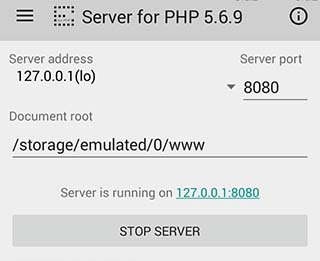 Server for PHP 5.6.9
Server address
Server port
127.0.0.1(lo)
8080
Document root
/storage/emulated/0/www
Server is running on 127.0.0.1:8080
STOP SERVER